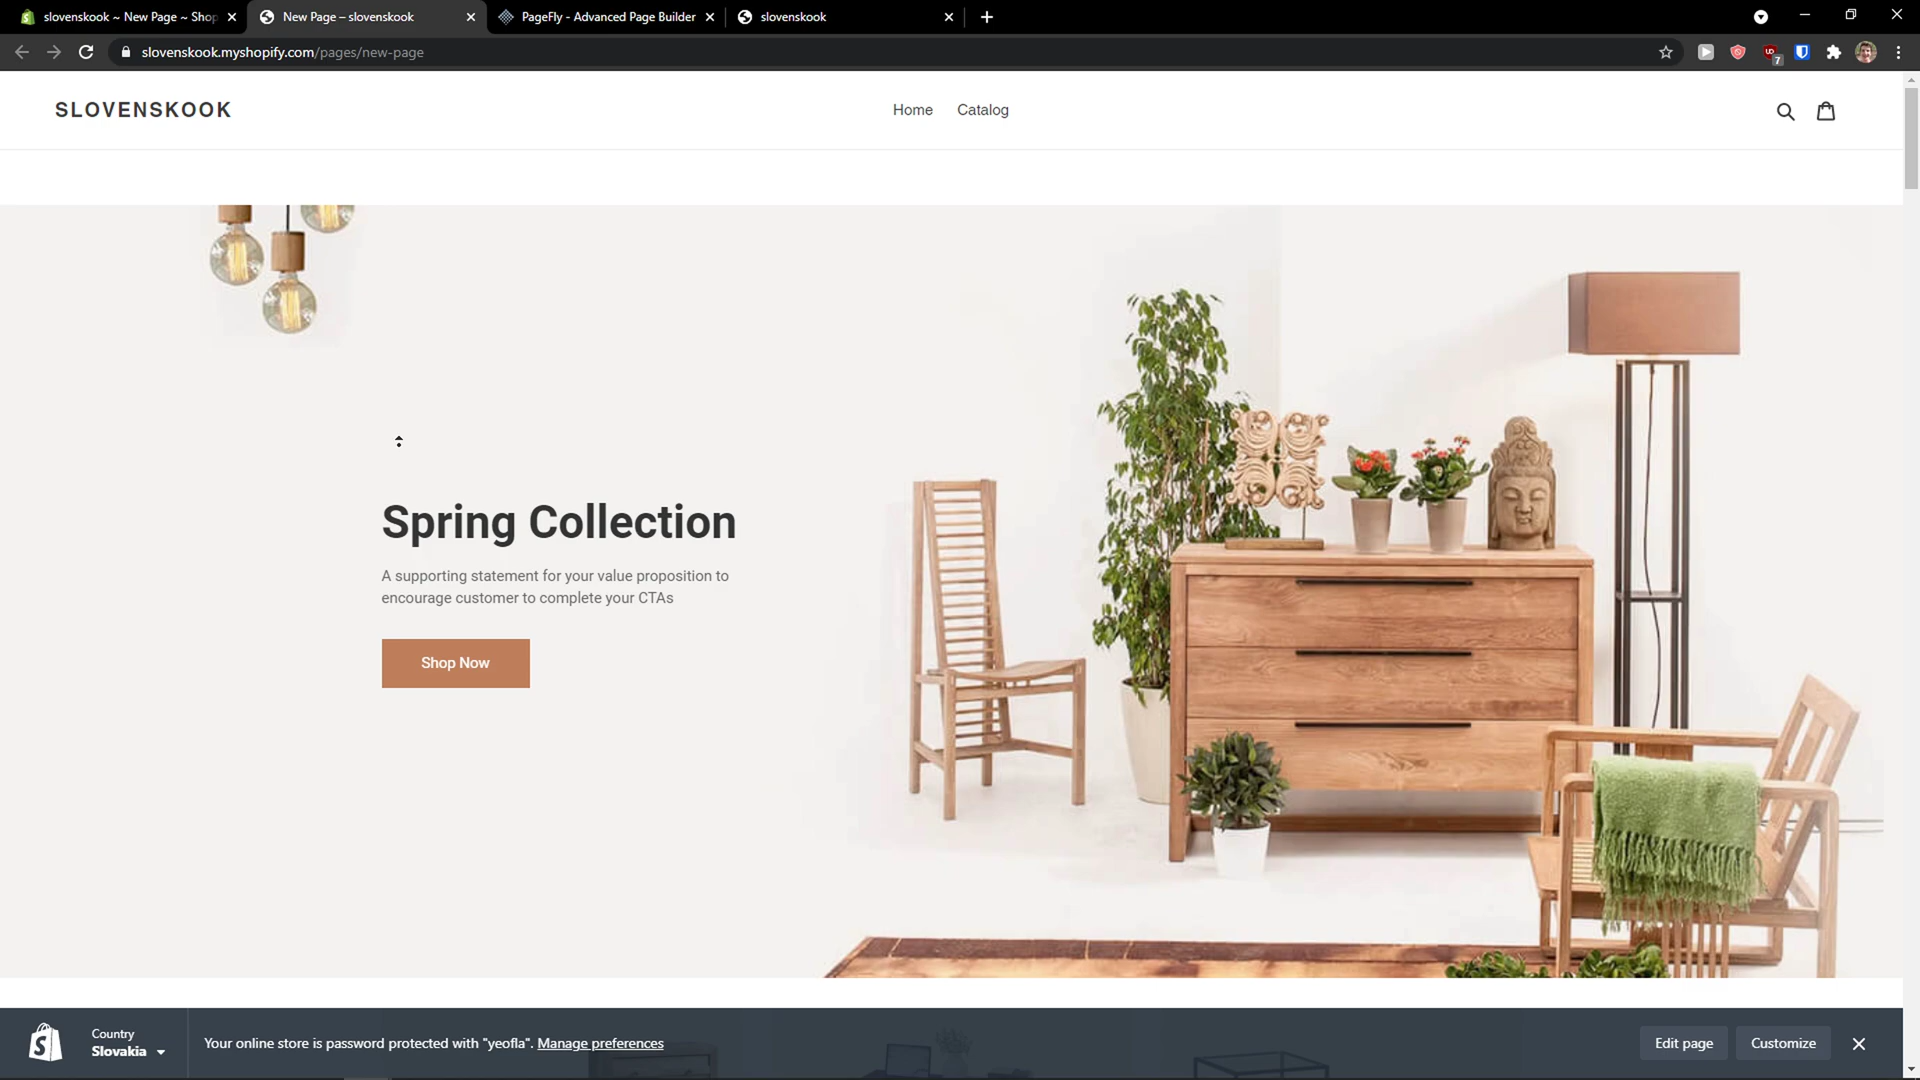 slovenskook ~ New Page ~ Shop
New Page – slovenskook
PageFly - Advanced Page Builder
slovenskook
slovenskook.myshopify.com/pages/new-page
7
SLOVENSKOOK
Home
Catalog
Spring Collection
A supporting statement for your value proposition to
encourage customer to complete your CTAs
Shop Now
Country
Slovakia
Your online store is password protected with "yeofla". Manage preferences
Edit page
Customize